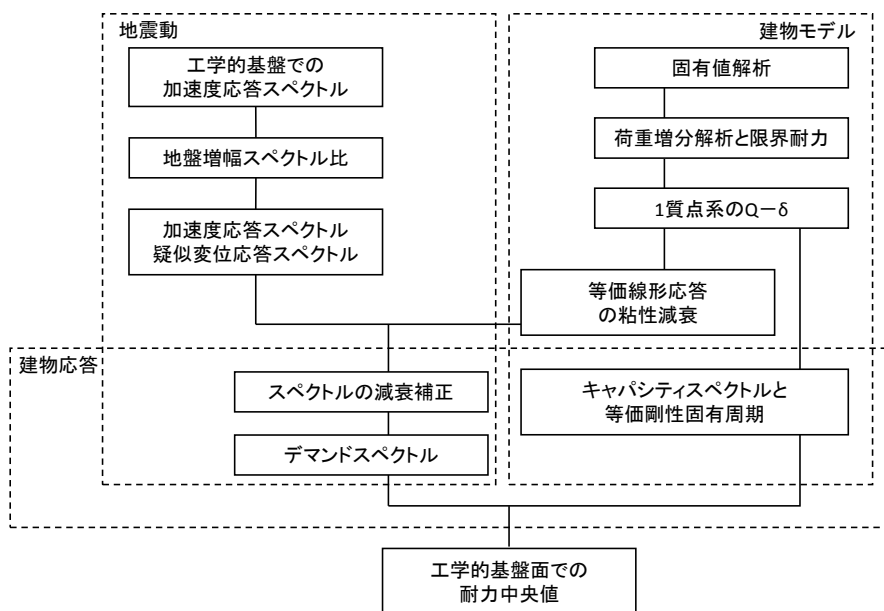 地震動
工学的基盤での
加速度応答スペクトル
地盤増幅スペクトル比
加速度応答スペクトル
疑似変位応答スペクトル
建物モデル
固有値解析
荷重増分解析と限界耐力
1質点系のQーδ
等価線形応答
の粘性減衰
建物応答
スペクトルの減衰補正
デマンドスペクトル
キャパシティスペクトルと
等価剛性固有周期
工学的基盤面での
耐力中央値